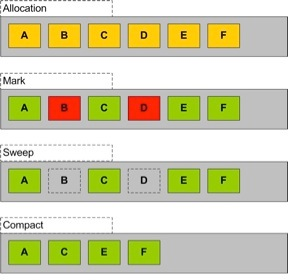 Allocation
A B C D E F
Mark
A B C D E F
Sweep
A B C D E F
Compact
A C E F